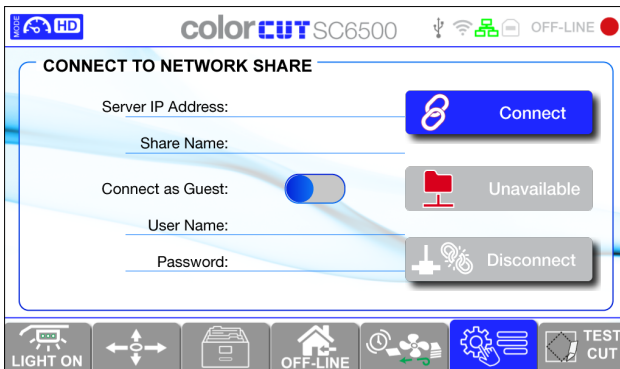 MODE HD colorcut SC6500 OFF-LINE
CONNECT TO NETWORK SHARE
Server IP Address:
Connect
Share Name:
Connect as Guest:
Unavailable
User Name:
Password:
Disconnect
LIGHT ON
OFF-LINE
TEST
CUT